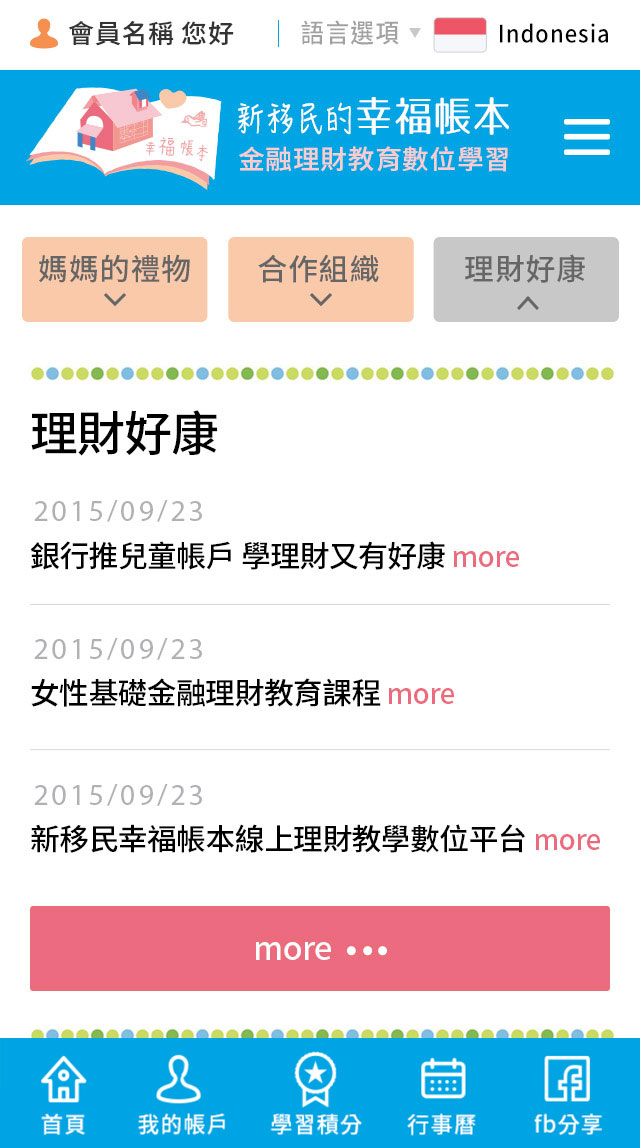 會員名稱 您好
語言選項 ▼ Indonesia
新移民的幸福帳本
幸福帳本
金融理財教育數位學習
媽媽的禮物
合作組織
理財好康
理財好康
2015/09/23
銀行推兒童帳戶 學理財又有好康 more
2015/09/23
女性基礎金融理財教育課程 more
2015/09/23
新移民幸福帳本線上理財教學數位平台 more
more •••
首頁
我的帳戶
學習積分
行事曆
fb分享